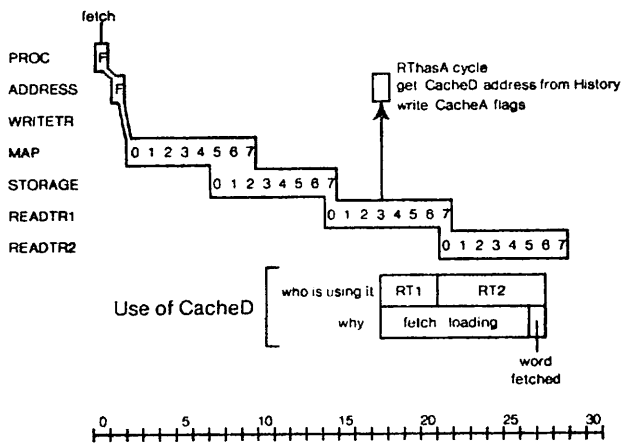 fetch
PROC F
RThasA cycle
ADDRESS F get CacheD address from History
WRITETR write CacheA flags
MAP 0 1 2 3 4 5 6 7
STORAGE 0 1 2 3 4 5 6 7
READTR1 0 1 2 3 4 5 6 7
READTR2 0 1 2 3 4 5 6 7
Use of CacheD
who is using it RT1 RT2
why fetch loading
word
fetched
0 5 10 15 20 25 30